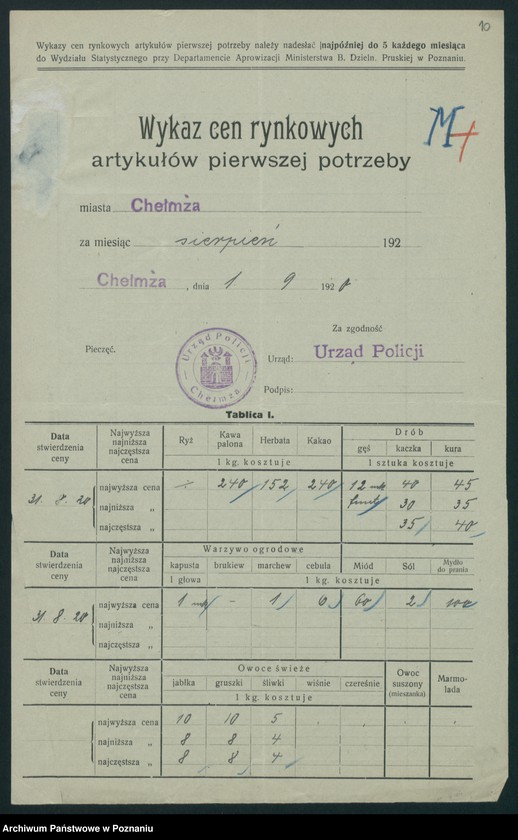 10
Wykazy cen rynkowych artykułów pierwszej potrzeby należy nadesłać najpóźniej do 5 każdego miesiąca
do Wydziału Statystycznego przy Departamencie Aprowizacji Ministerstwa B. Dzieln. Pruskiej w Poznaniu.
Wykaz cen rynkowych
artykułów pierwszej potrzeby
M+
miasta Chełmża
za miesiąc sierpień 192
Chełmża, dnia 1 9 1920
Za zgodność
Pieczęć.
Urząd Policji
Chełmża
Urząd: Urząd Policji
Podpis:
Tablica I.
Data stwierdzenia ceny Najwyższa najniższa najczęstsza cena Ryż Kawa palona Herbata Kakao Drób
gęś kaczka kura
1 kg. kosztuje 1 sztuka kosztuje
31. 8. 20 najwyższa cena 240 152 240 12 40 45
najniższa „ 30 35
najczęstsza „ 35 40
Data stwierdzenia ceny Najwyższa najniższa najczęstsza cena Warzywo ogrodowe
kapusta brukiew marchew cebula Miód Sól Mydło do prania
1 głowa 1 kg. kosztuje
31. 8. 20 najwyższa cena 1 - 1 6 60 2
najniższa „
najczęstsza „
Data stwierdzenia ceny Najwyższa najniższa najczęstsza cena Owoce świeże Owoc suszony (mieszanka) Marmolada
jabłka gruszki śliwki wiśnie czereśnie
1 kg. kosztuje
najwyższa cena 10 10 5
najniższa „ 8 8 4
najczęstsza „ 8 8 4
Archiwum Państwowe w Poznaniu